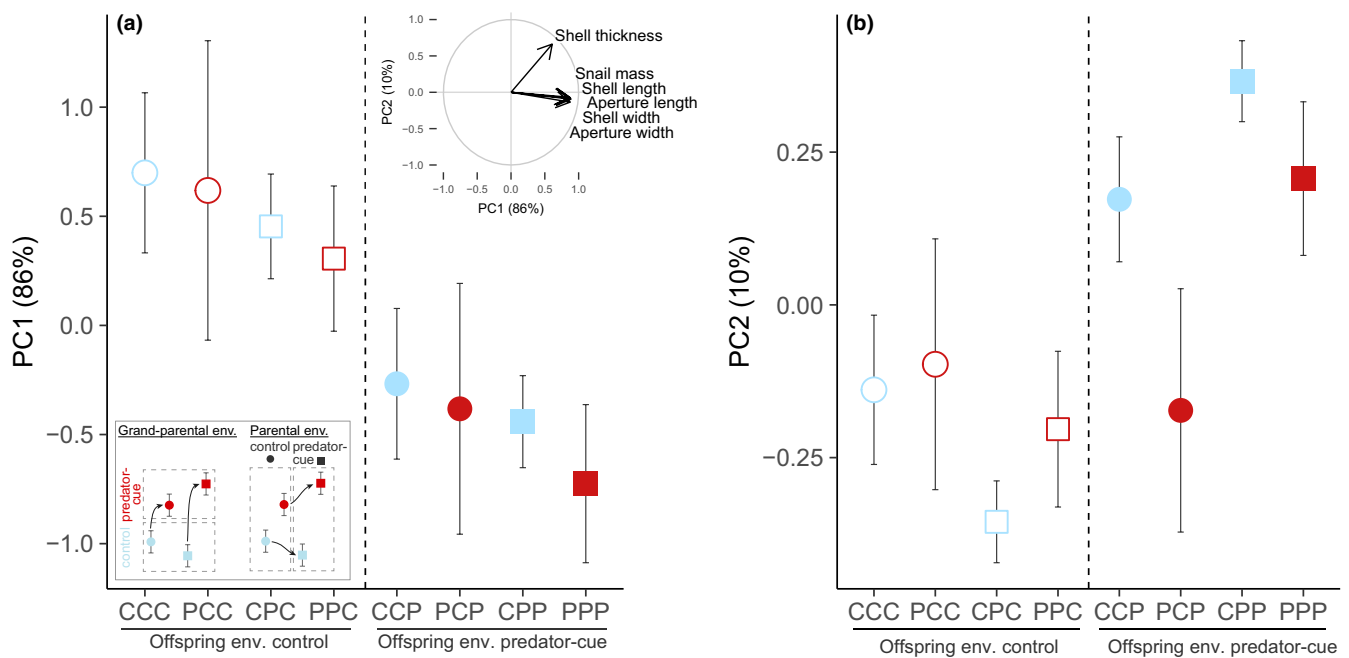 (a)
PC1 (86%)
1.0
0.5
0.0
−0.5
−1.0
PC2 (10%)
1.0
0.5
0.0
−0.5
−1.0
Shell thickness
Snail mass
Shell length
Aperture length
Shell width
Aperture width
−1.0 −0.5 0.0 0.5 1.0
PC1 (86%)
Grand-parental env.
Parental env.
control predator-
cue
predator-
cue
control
CCC PCC CPC PPC CCP PCP CPP PPP
Offspring env. control Offspring env. predator-cue
(b)
PC2 (10%)
0.25
0.00
−0.25
CCC PCC CPC PPC CCP PCP CPP PPP
Offspring env. control Offspring env. predator-cue